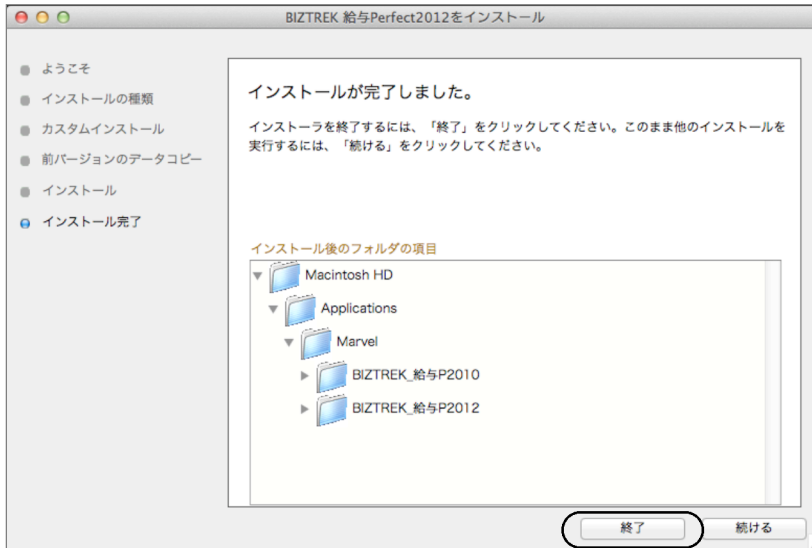 BIZTREK 給与Perfect2012をインストール
ようこそ
インストールの種類
カスタムインストール
前バージョンのデータコピー
インストール
インストール完了
インストールが完了しました。
インストーラを終了するには、「終了」をクリックしてください。このまま他のインストールを
実行するには、「続ける」をクリックしてください。
インストール後のフォルダの項目
Macintosh HD
Applications
Marvel
BIZTREK_給与P2010
BIZTREK_給与P2012
終了
続ける